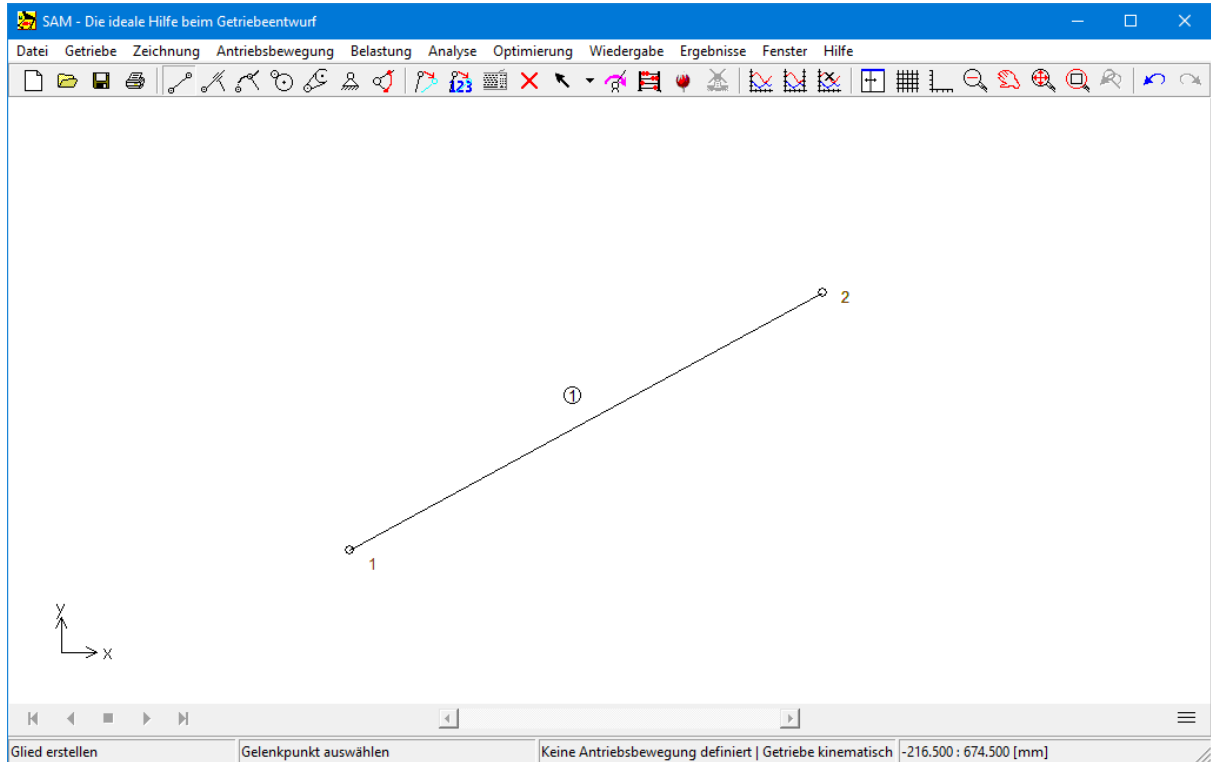 SAM - Die ideale Hilfe beim Getriebeentwurf
Datei Getriebe Zeichnung Antriebsbewegung Belastung Analyse Optimierung Wiedergabe Ergebnisse Fenster Hilfe
123
2
1
1
y
x
Glied erstellen Gelenkpunkt auswählen Keine Antriebsbewegung definiert | Getriebe kinematisch -216.500 : 674.500 [mm]